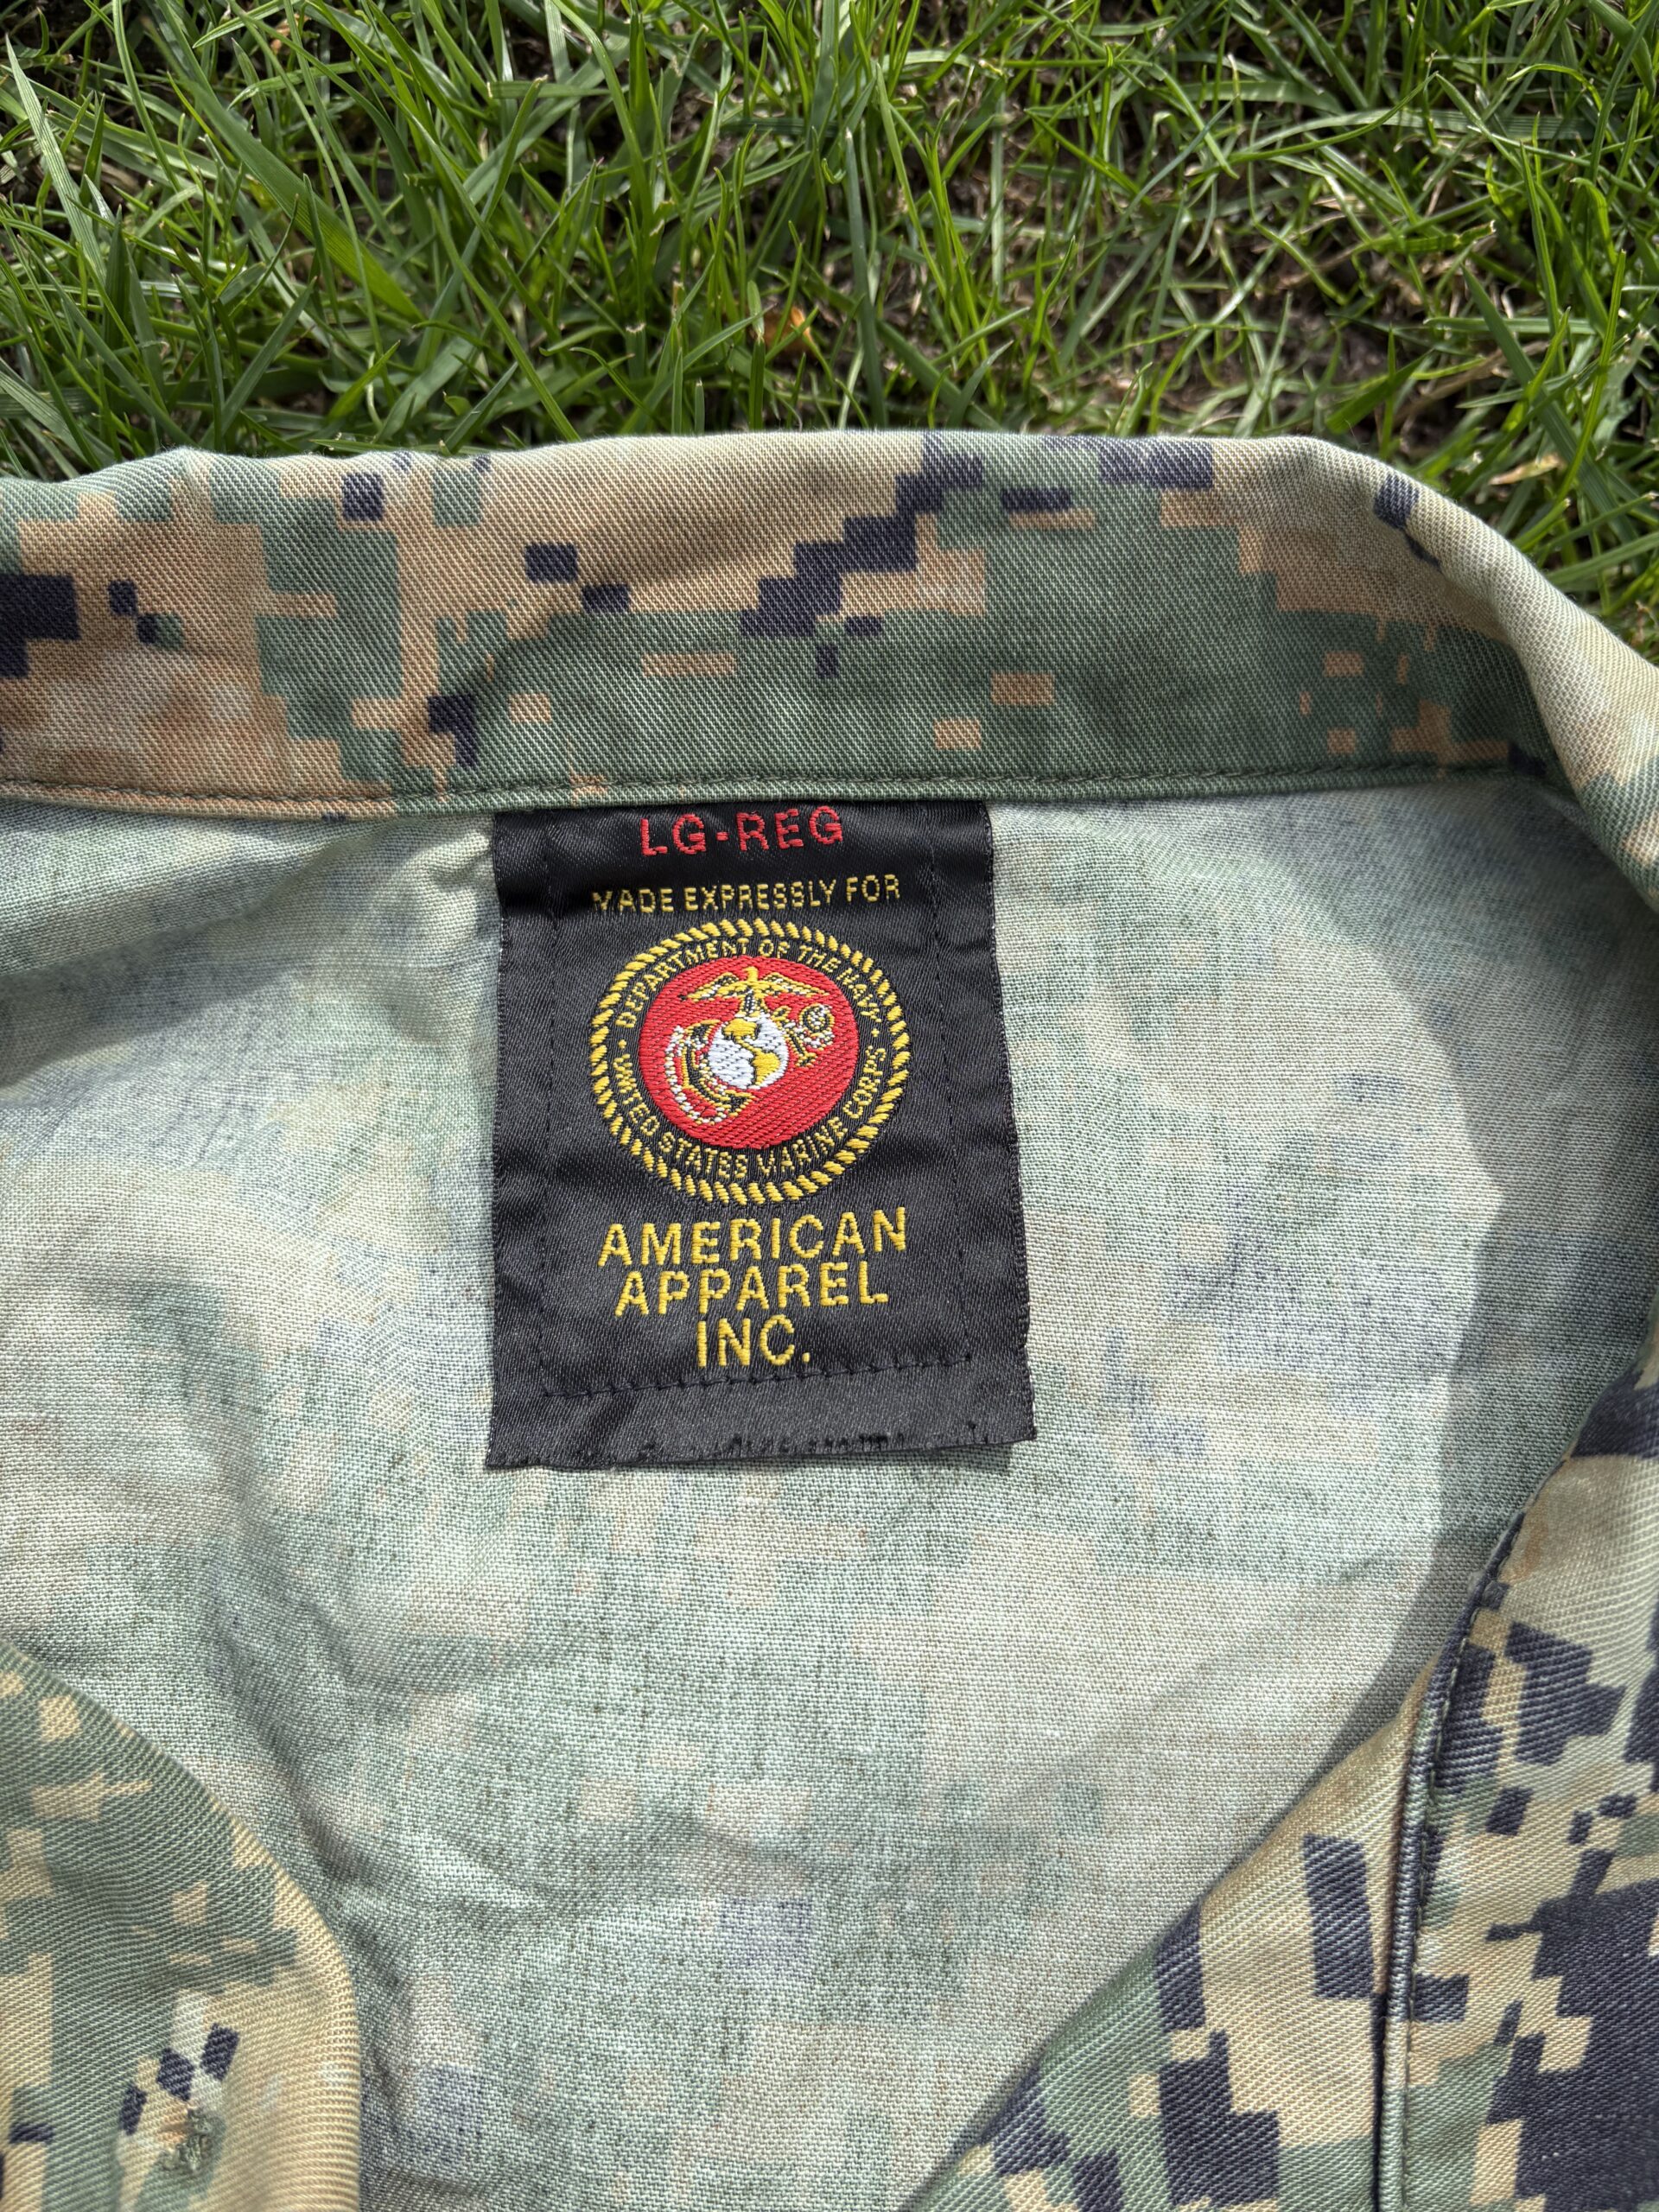 LG-REG
MADE EXPRESSLY FOR
DEPARTMENT OF THE NAVY
UNITED STATES MARINE CORPS
AMERICAN
APPAREL
INC.